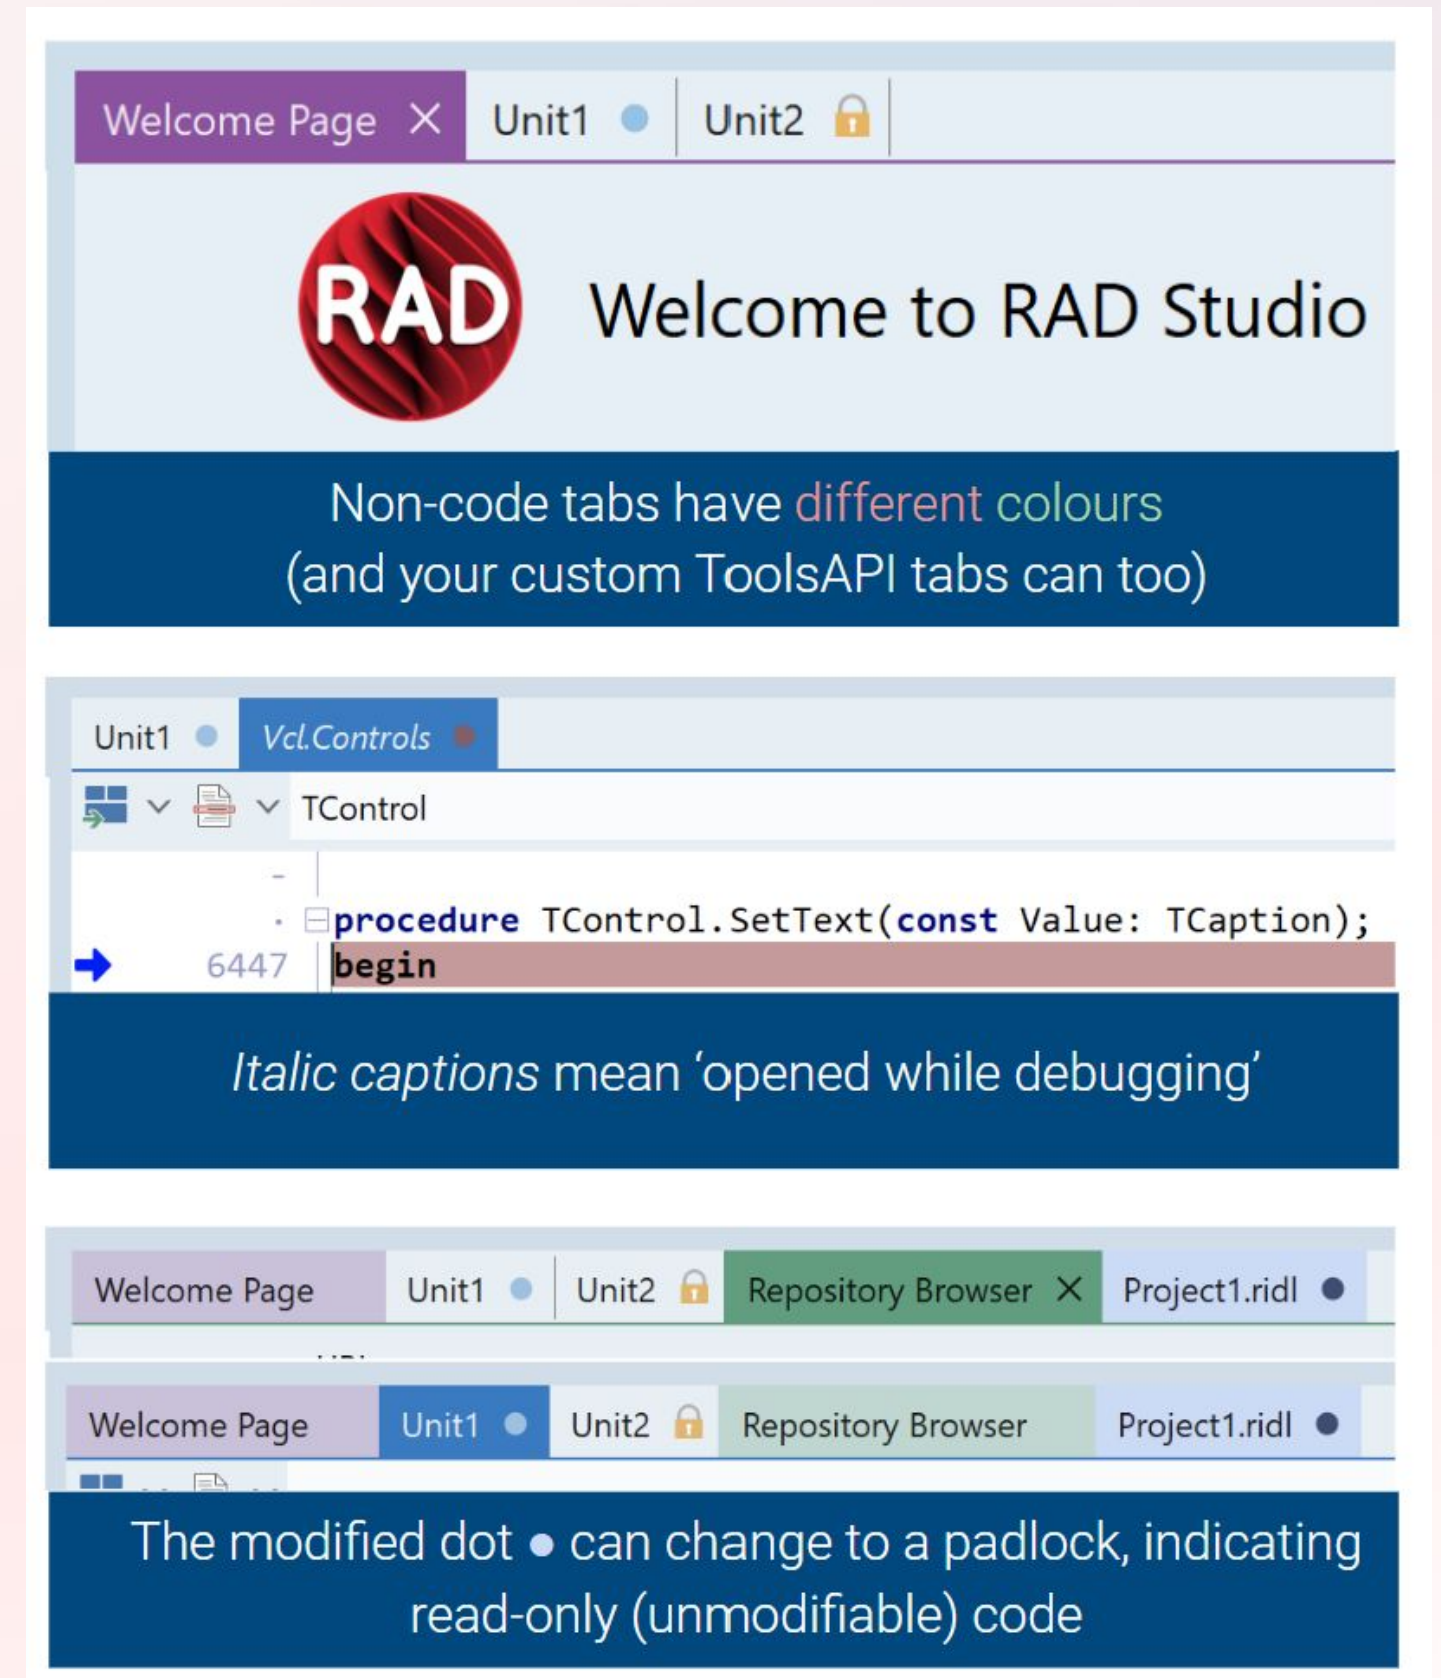 Welcome Page Unit1 Unit2
RAD
Welcome to RAD Studio
Non-code tabs have different colours
(and your custom ToolsAPI tabs can too)
Unit1 Vcl.Controls
TControl
procedure TControl.SetText(const Value: TCaption);
6447 begin
Italic captions mean ‘opened while debugging’
Welcome Page Unit1 Unit2 Repository Browser Project1.ridl
Welcome Page Unit1 Unit2 Repository Browser Project1.ridl
The modified dot ● can change to a padlock, indicating
read-only (unmodifiable) code